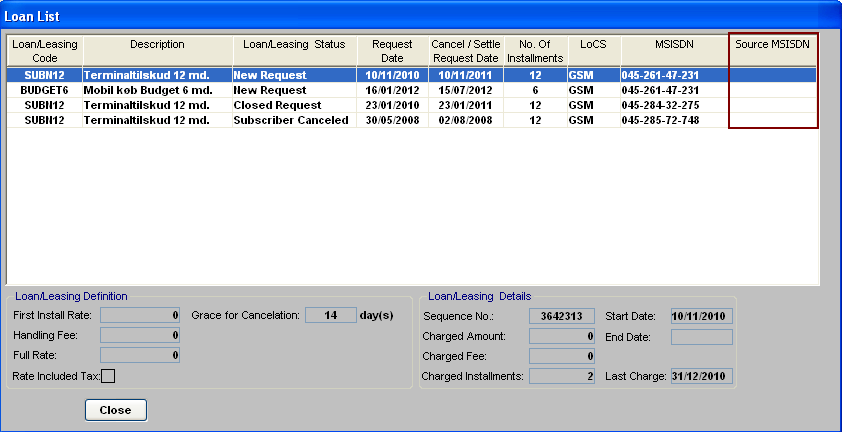 Loan List
Loan/Leasing Code Description Loan/Leasing Status Request Date Cancel / Settle Request Date No. Of Installments LoCS MSISDN Source MSISDN
SUBN12 Terminaltilskud 12 md. New Request 10/11/2010 10/11/2011 12 GSM 045-261-47-231
BUDGET6 Mobil kob Budget 6 md. New Request 16/01/2012 15/07/2012 6 GSM 045-261-47-231
SUBN12 Terminaltilskud 12 md. Closed Request 23/01/2010 23/01/2011 12 GSM 045-284-32-275
SUBN12 Terminaltilskud 12 md. Subscriber Canceled 30/05/2008 02/08/2008 12 GSM 045-285-72-748
Loan/Leasing Definition
First Install Rate: 0 Grace for Cancelation: 14 day(s)
Handling Fee: 0
Full Rate: 0
Rate Included Tax:
Loan/Leasing Details
Sequence No.: 3642313 Start Date: 10/11/2010
Charged Amount: 0 End Date:
Charged Fee: 0
Charged Installments: 2 Last Charge: 31/12/2010
Close